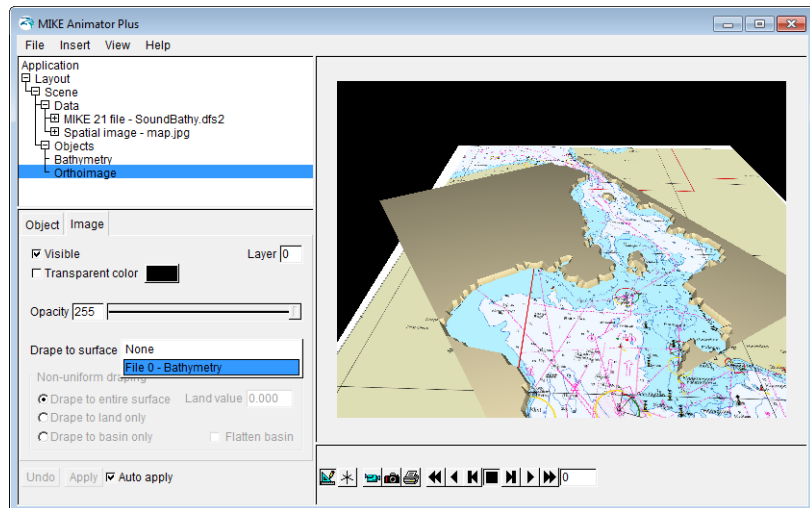 MIKE Animator Plus
File Insert View Help
Application
Layout
Scene
Data
MIKE 21 file - SoundBathy.dfs2
Spatial image - map.jpg
Objects
Bathymetry
Orthoimage
Object Image
Visible Layer 0
Transparent color
Opacity 255
Drape to surface None
File 0 - Bathymetry
Non-uniform draping
Drape to entire surface Land value 0.000
Drape to land only
Drape to basin only Flatten basin
Undo Apply Auto apply 0